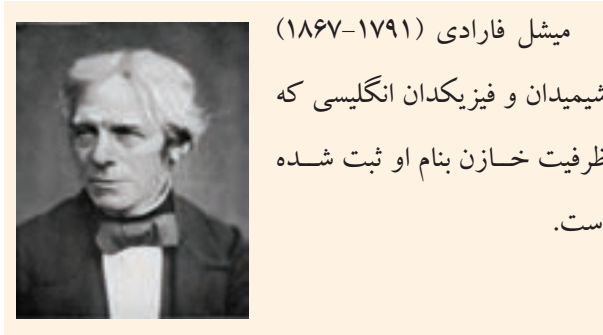 میشل فارادی (۱۷۹۱–۱۸۶۷)
شیمیدان و فیزیکدان انگلیسی که
ظرفیت خازن بنام او ثبت شده
است.